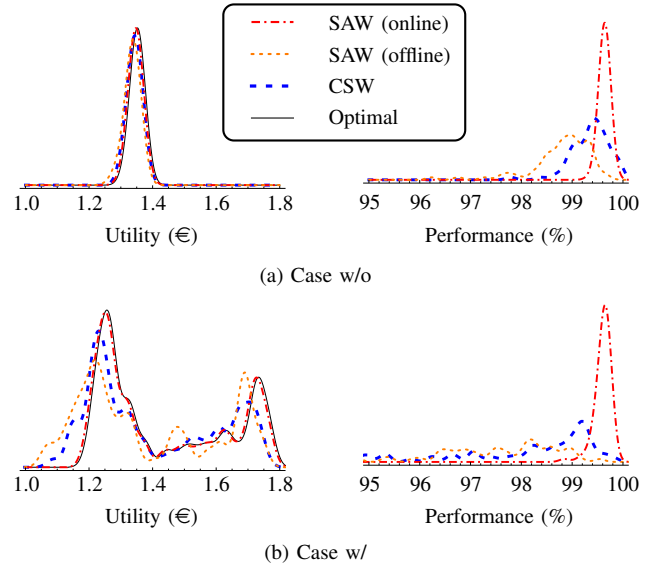 SAW (online)
SAW (offline)
CSW
Optimal
1.0 1.2 1.4 1.6 1.8
Utility (€)
95 96 97 98 99 100
Performance (%)
(a) Case w/o
1.0 1.2 1.4 1.6 1.8
Utility (€)
95 96 97 98 99 100
Performance (%)
(b) Case w/